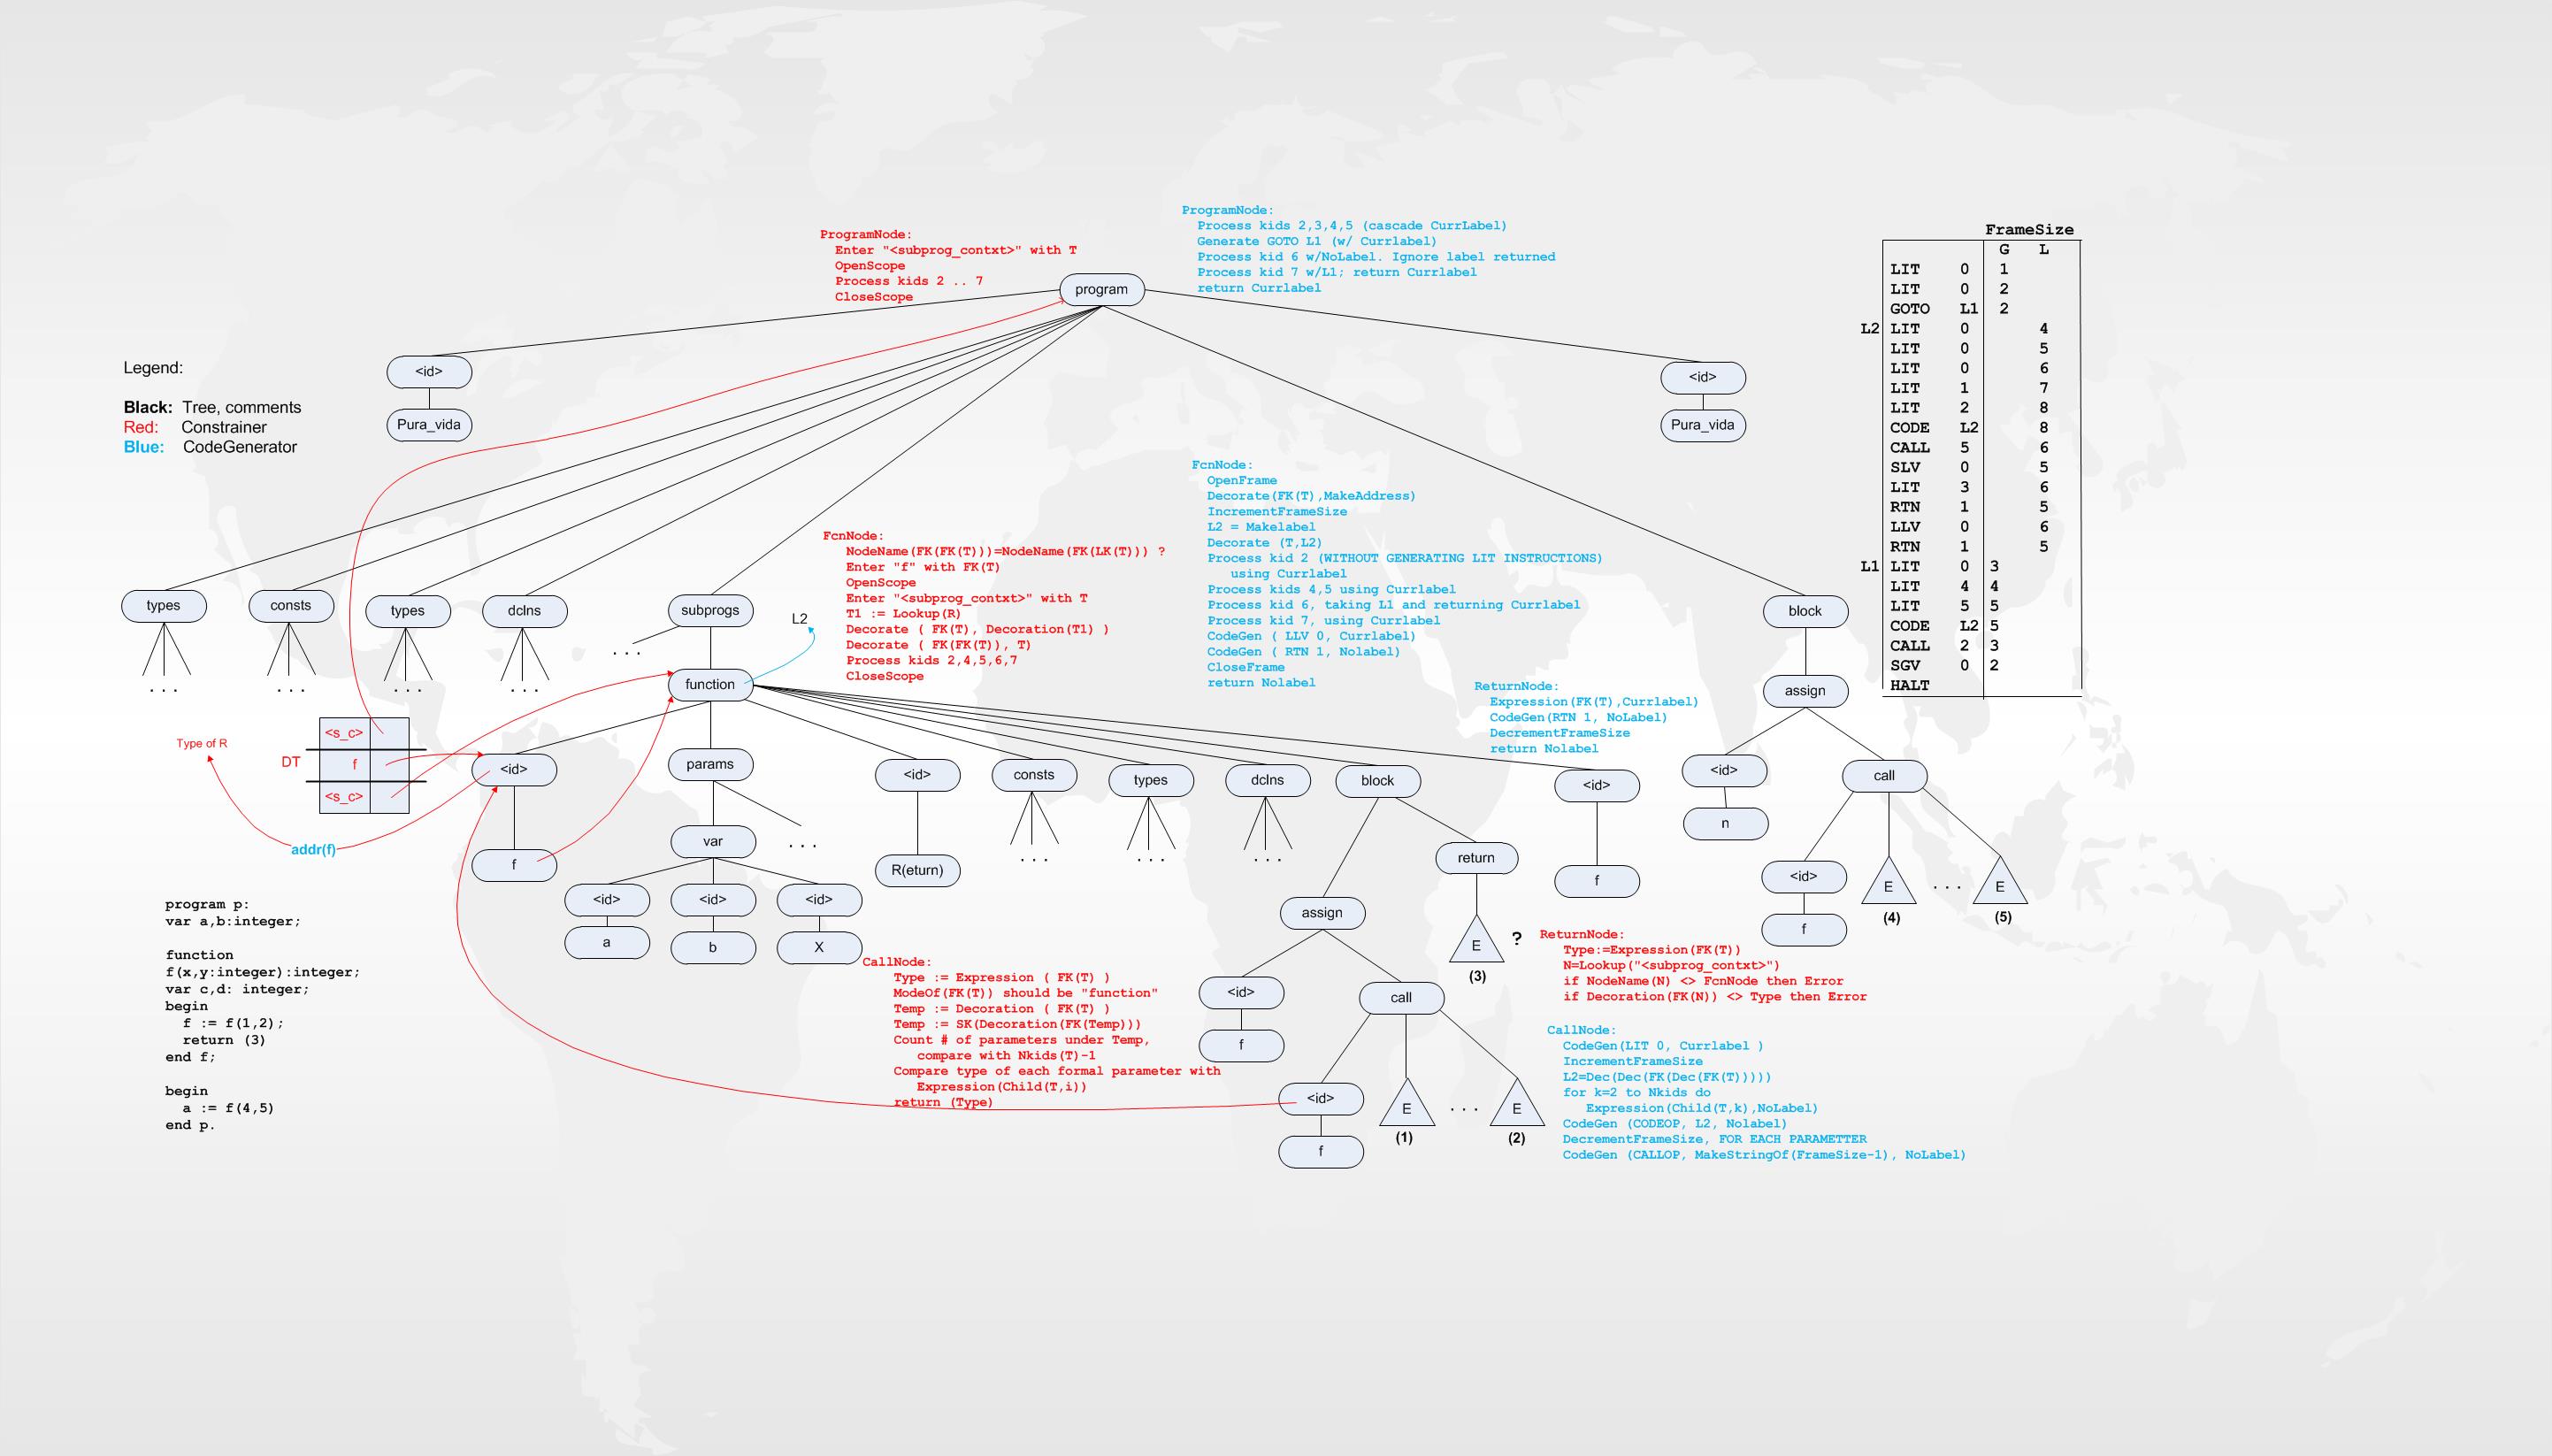 ProgramNode:
Enter "<subprog_contxt>" with T
OpenScope
Process kids 2 .. 7
CloseScope
ProgramNode:
Process kids 2,3,4,5 (cascade CurrLabel)
Generate GOTO L1 (w/ Currlabel)
Process kid 6 w/NoLabel. Ignore label returned
Process kid 7 w/L1; return Currlabel
return Currlabel
program
FrameSize
G L
LIT 0 1
LIT 0 2
GOTO L1 2
L2 LIT 0 4
LIT 0 5
LIT 0 6
LIT 1 7
LIT 2 8
CODE L2 8
CALL 5 6
SLV 0 5
LIT 3 6
RTN 1 5
LLV 0 6
RTN 1 5
L1 LIT 0 3
LIT 4 4
LIT 5 5
CODE L2 5
CALL 2 3
SGV 0 2
HALT
Legend:
Black: Tree, comments
Red: Constrainer
Blue: CodeGenerator
<id>
Pura_vida
<id>
Pura_vida
FcnNode:
NodeName(FK(FK(T)))=NodeName(FK(LK(T))) ?
Enter "f" with FK(T)
OpenScope
Enter "<subprog_contxt>" with T
T1 := Lookup(R)
Decorate ( FK(T), Decoration(T1) )
Decorate ( FK(FK(T)), T)
Process kids 2,4,5,6,7
CloseScope
FcnNode:
OpenFrame
Decorate(FK(T),MakeAddress)
IncrementFrameSize
L2 = Makelabel
Decorate (T,L2)
Process kid 2 (WITHOUT GENERATING LIT INSTRUCTIONS)
using Currlabel
Process kids 4,5 using Currlabel
Process kid 6, taking L1 and returning Currlabel
Process kid 7, using Currlabel
CodeGen ( LLV 0, Currlabel)
CodeGen ( RTN 1, Nolabel)
CloseFrame
return Nolabel
types consts types dclns subprogs L2 block
. . . . . . . . . . . . . . .
function
assign
ReturnNode:
Expression(FK(T),Currlabel)
CodeGen(RTN 1, NoLabel)
DecrementFrameSize
return Nolabel
Type of R
<s_c>
DT f
<s_c>
addr(f)
<id> params <id> consts types dclns block <id> <id> call
f var . . . R(eturn) . . . . . . . . . return f n
<id> <id> <id>
a b X
<id> E . . . E
f (4) (5)
assign E ?
(3)
program p:
var a,b:integer;
function
f(x,y:integer):integer;
var c,d: integer;
begin
f := f(1,2);
return (3)
end f;
begin
a := f(4,5)
end p.
CallNode:
Type := Expression ( FK(T) )
ModeOf(FK(T)) should be "function"
Temp := Decoration ( FK(T) )
Temp := SK(Decoration(FK(Temp)))
Count # of parameters under Temp,
compare with Nkids(T)-1
Compare type of each formal parameter with
Expression(Child(T,i))
return (Type)
<id> call
f
<id> E . . . E
f (1) (2)
ReturnNode:
Type:=Expression(FK(T))
N=Lookup("<subprog_contxt>")
if NodeName(N) <> FcnNode then Error
if Decoration(FK(N)) <> Type then Error
CallNode:
CodeGen(LIT 0, Currlabel )
IncrementFrameSize
L2=Dec(Dec(FK(Dec(FK(T)))))
for k=2 to Nkids do
Expression(Child(T,k),NoLabel)
CodeGen (CODEOP, L2, Nolabel)
DecrementFrameSize, FOR EACH PARAMETTER
CodeGen (CALLOP, MakeStringOf(FrameSize-1), NoLabel)